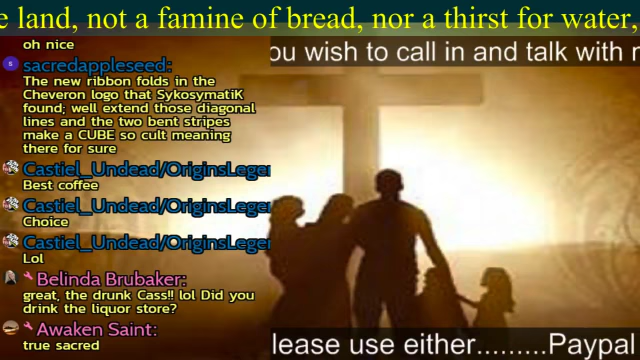 e land, not a famine of bread, nor a thirst for water,
ou wish to call in and talk with
oh nice
sacredappleseed:
The new ribbon folds in the
Cheveron logo that SykosymatiK
found; well extend those diagonal
lines and the two bent stripes
make a CUBE so cult meaning
there for sure
Castiel_Undead/OriginsLege
Best coffee
Castiel_Undead/OriginsLege
Choice
Castiel_Undead/OriginsLege
Lol
Belinda Brubaker:
great, the drunk Cass!! lol Did you
drink the liquor store?
Awaken Saint:
true sacred
lease use either.........Paypal